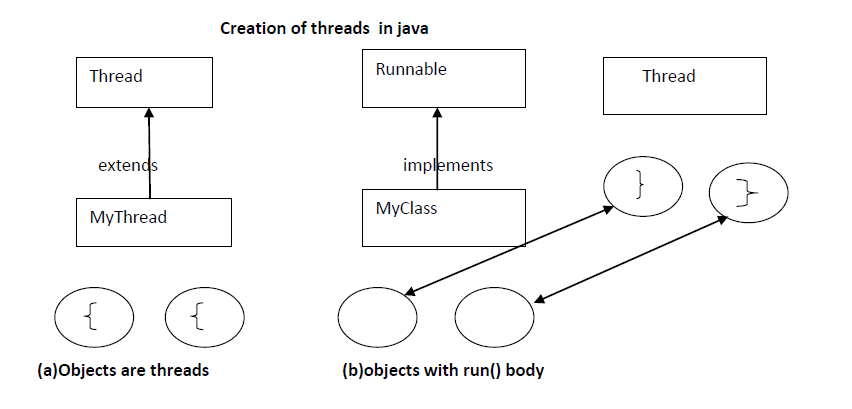 Creation of threads  in java
Thread
Runnable
Thread
extends
implements
MyThread
MyClass
}
}
{
{
(a)Objects are threads
(b)objects with run() body